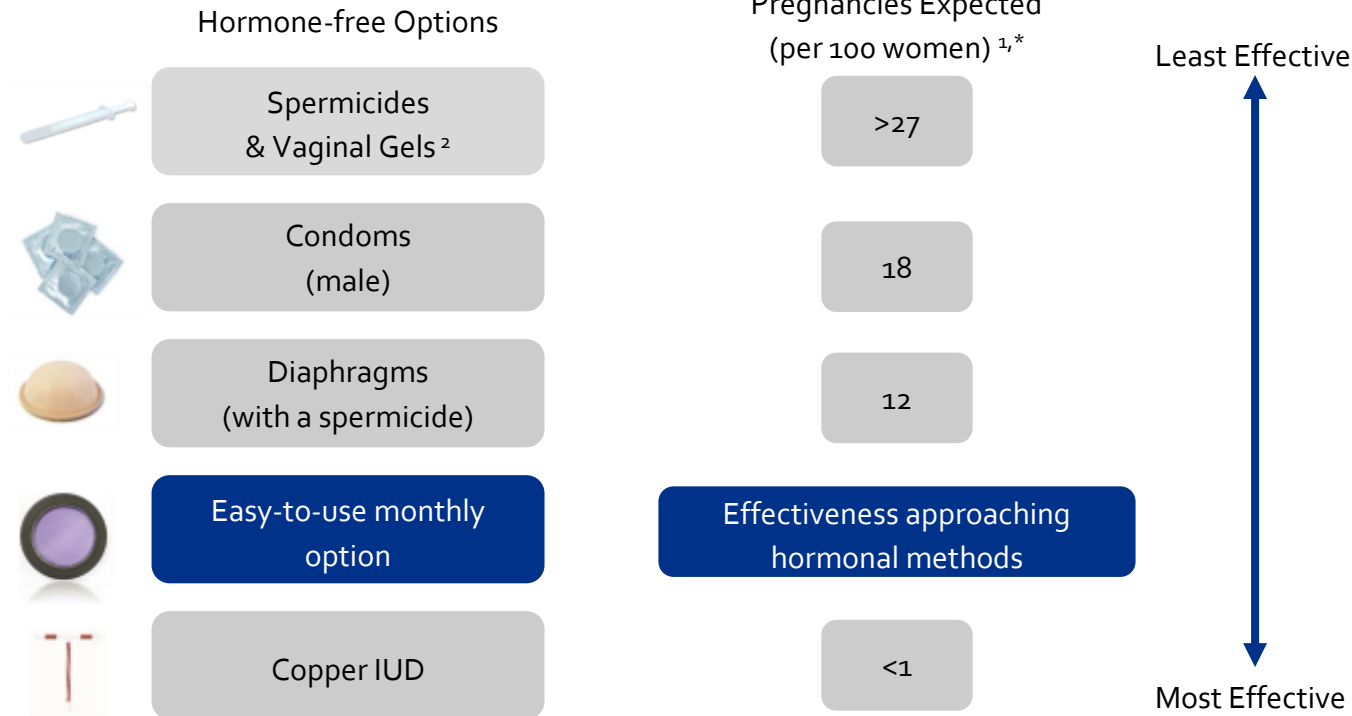 Hormone-free Options
Pregnancies Expected
(per 100 women) 1,*
Least Effective
Spermicides
& Vaginal Gels 2
>27
Condoms
(male)
18
Diaphragms
(with a spermicide)
12
Easy-to-use monthly
option
Effectiveness approaching
hormonal methods
Copper IUD
<1
Most Effective